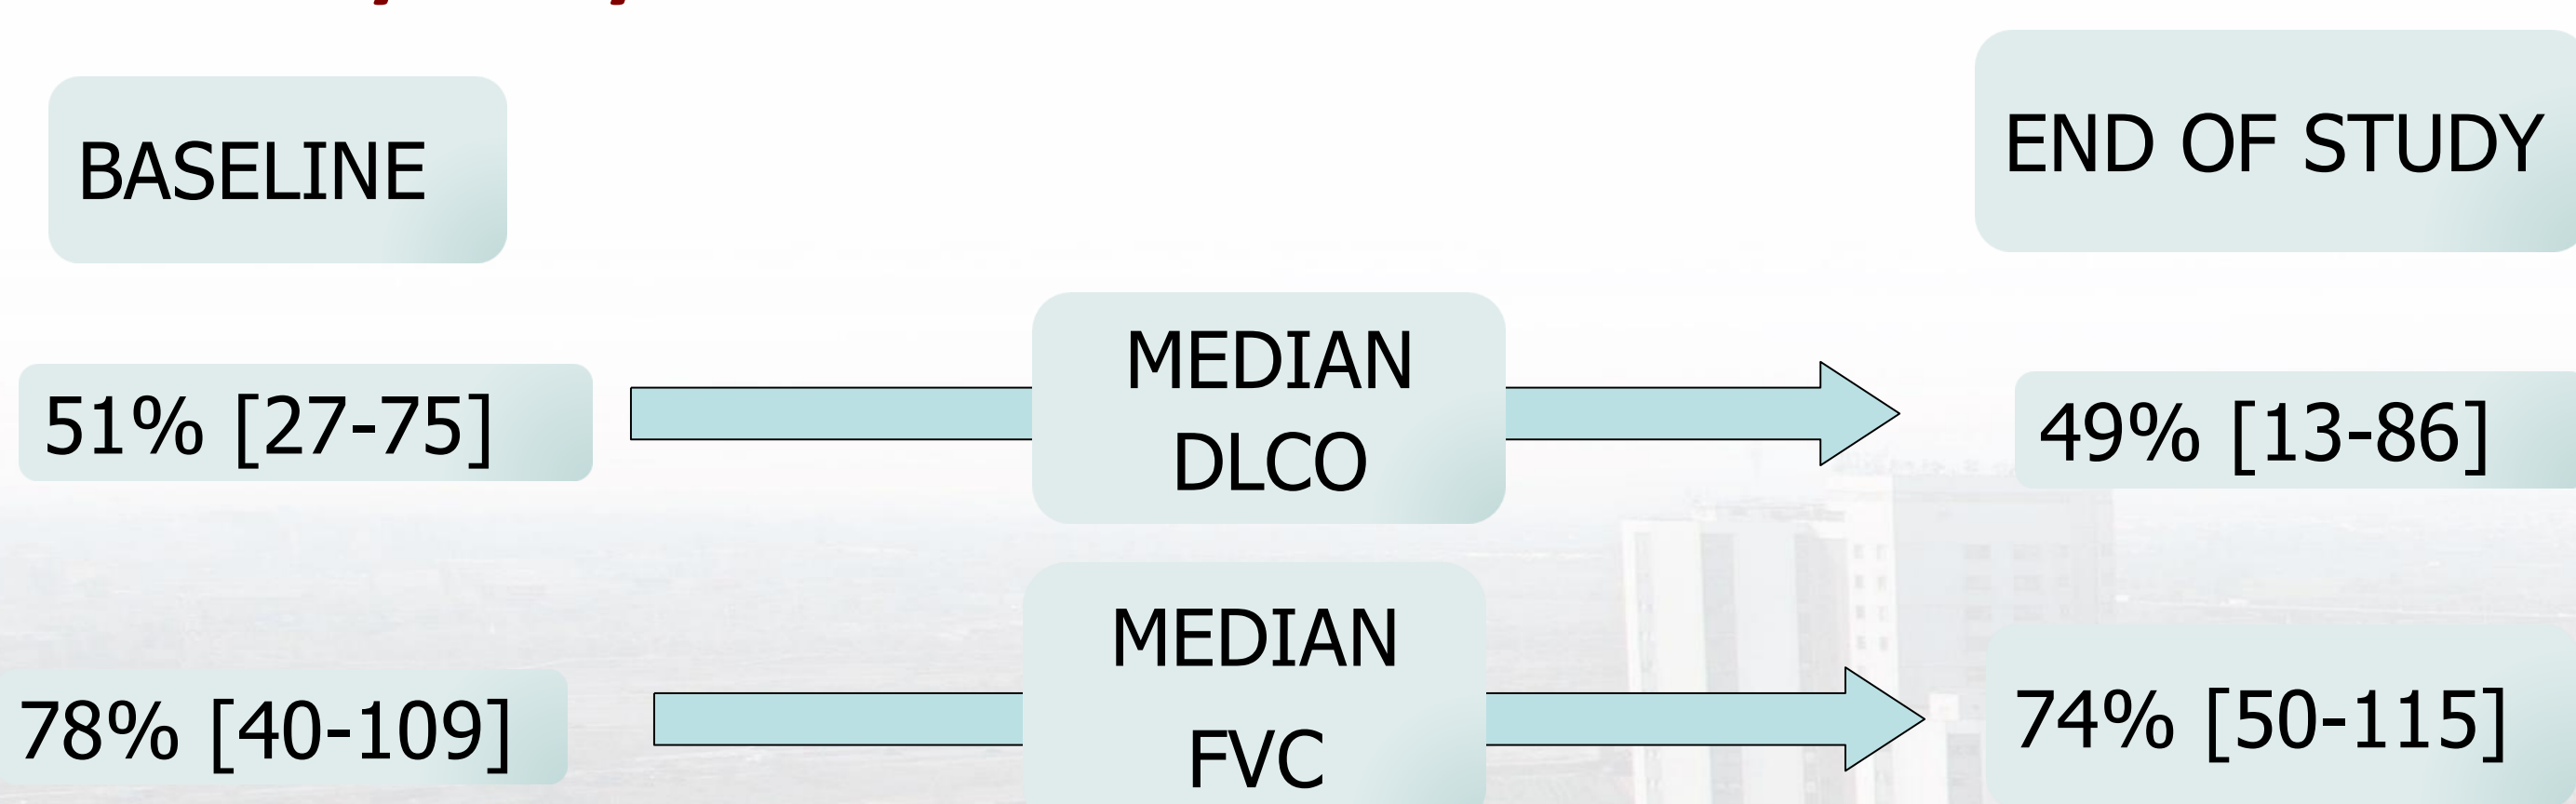 BASELINE
END OF STUDY
MEDIAN
DLCO
51% [27-75]
49% [13-86]
MEDIAN
FVC
78% [40-109]
74% [50-115]